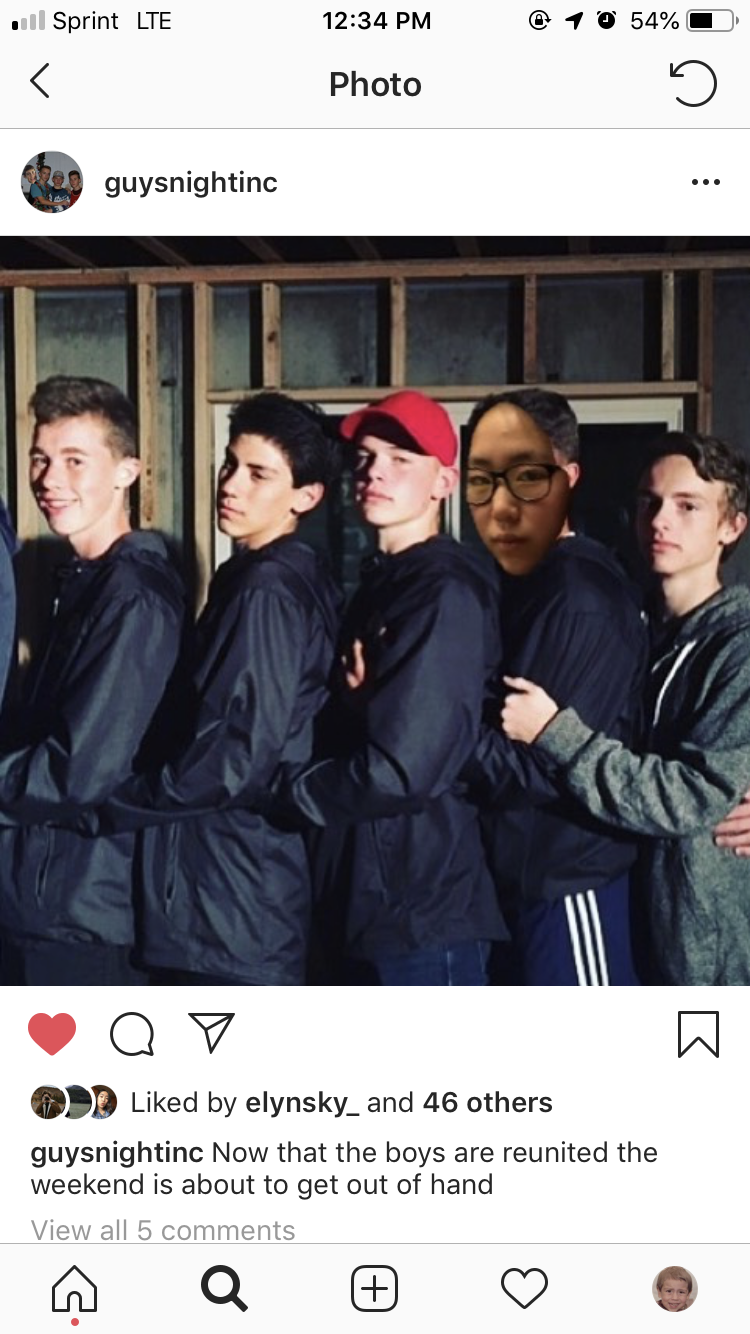 Sprint LTE 12:34 PM 54%
Photo
guysnightinc
Liked by elynsky_ and 46 others
guysnightinc Now that the boys are reunited the
weekend is about to get out of hand
View all 5 comments